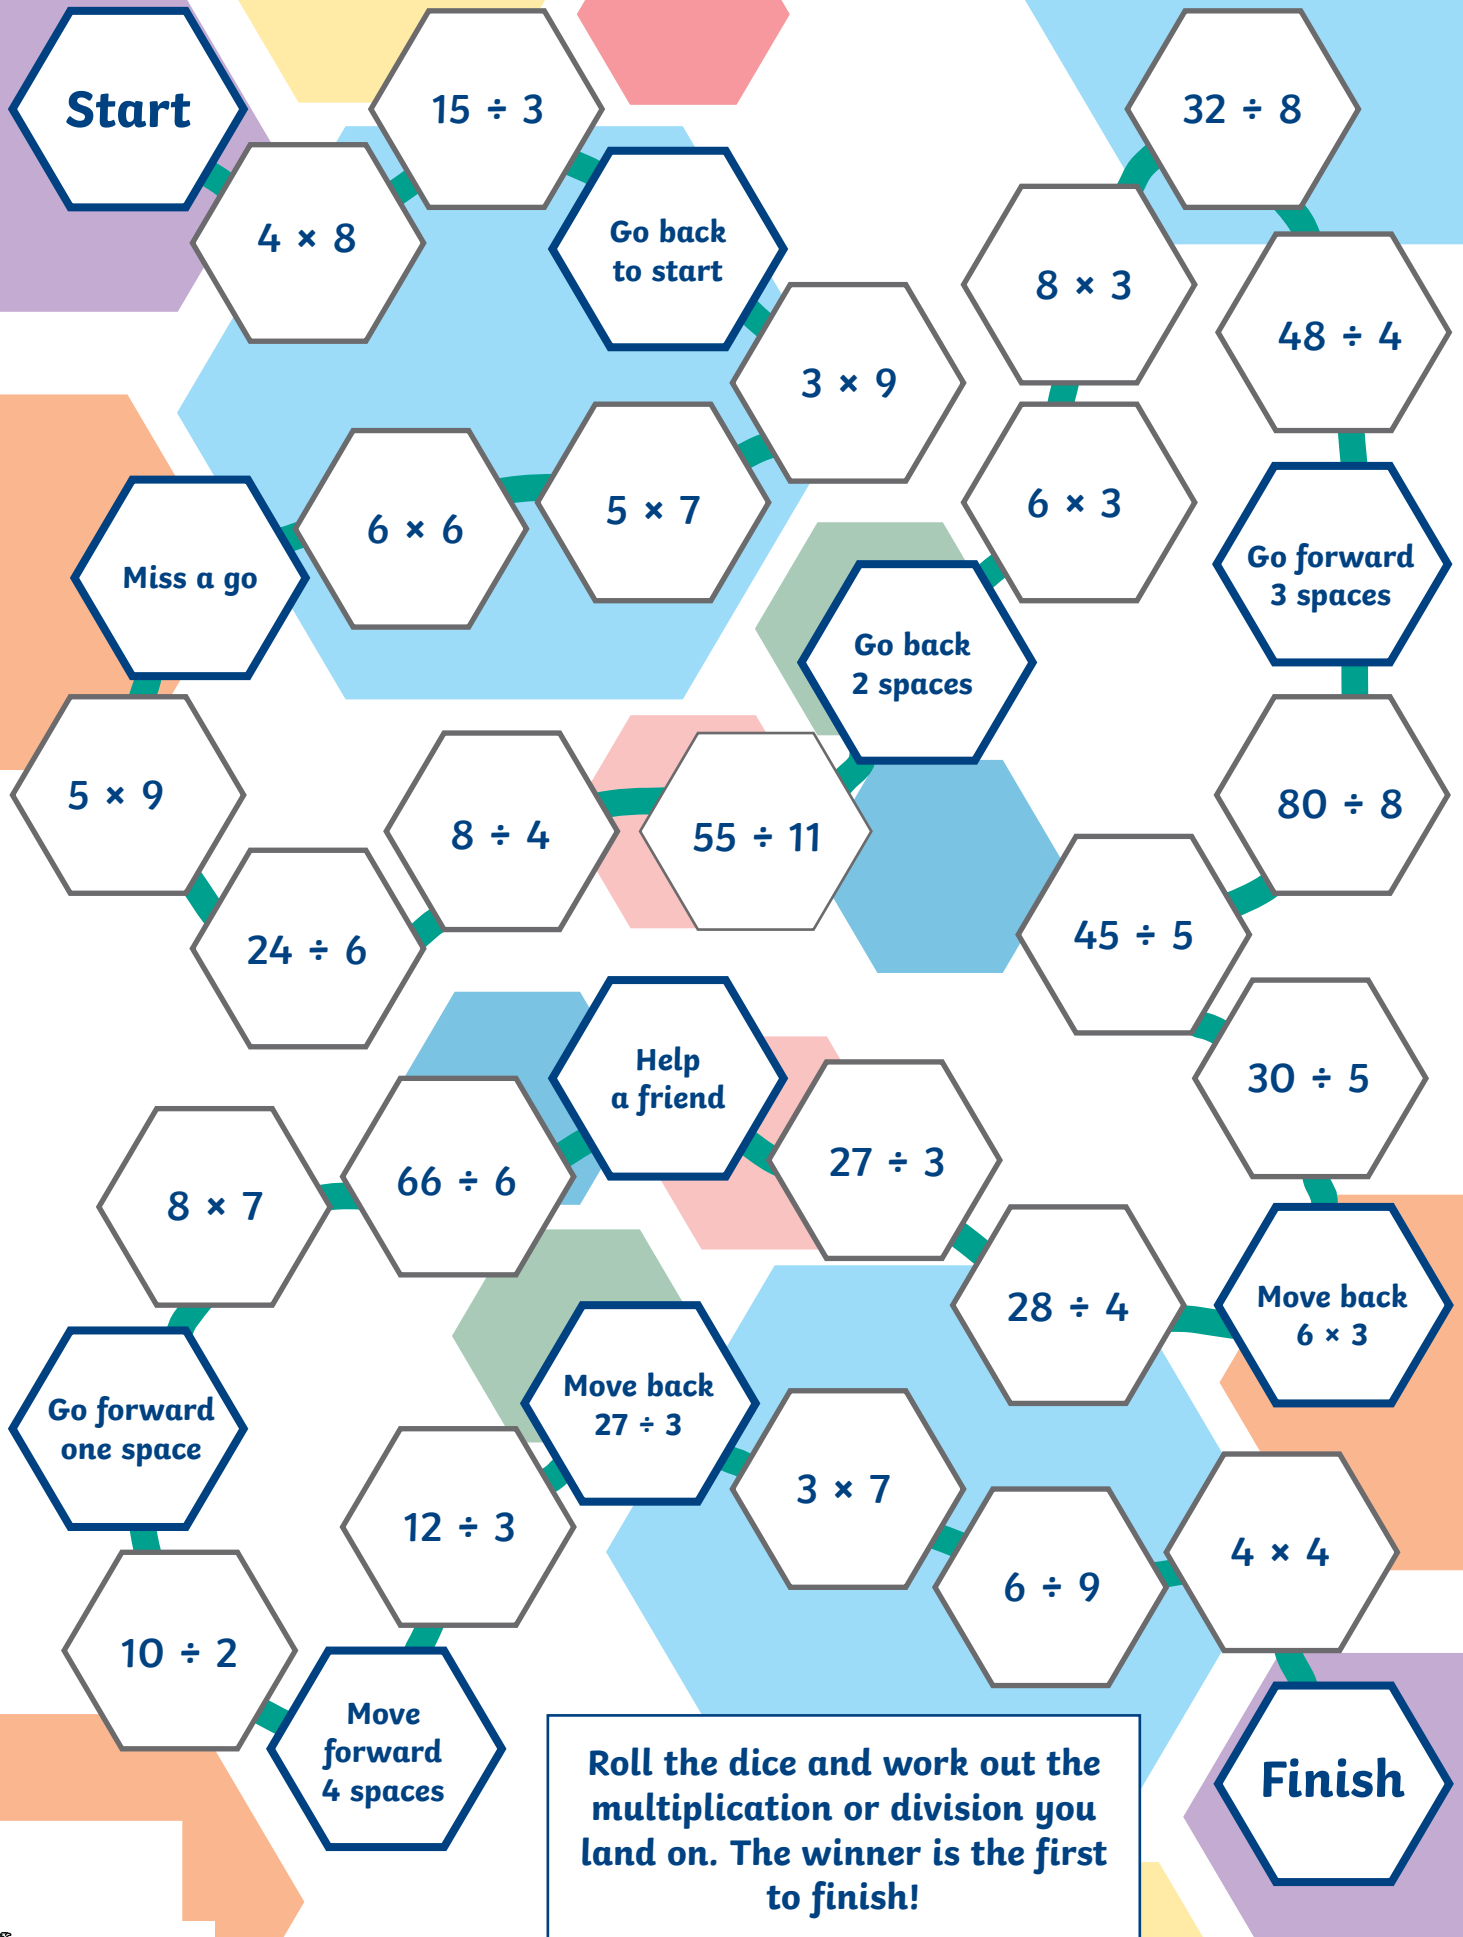 Start
4 × 8
15 ÷ 3
Go back
to start
3 × 9
5 × 7
6 × 6
Miss a go
5 × 9
24 ÷ 6
8 ÷ 4
55 ÷ 11
Go back
2 spaces
6 × 3
8 × 3
32 ÷ 8
48 ÷ 4
Go forward
3 spaces
80 ÷ 8
45 ÷ 5
30 ÷ 5
Move back
6 × 3
28 ÷ 4
27 ÷ 3
Help
a friend
66 ÷ 6
8 × 7
Go forward
one space
10 ÷ 2
Move
forward
4 spaces
12 ÷ 3
Move back
27 ÷ 3
3 × 7
6 ÷ 9
4 × 4
Finish
Roll the dice and work out the
multiplication or division you
land on. The winner is the first
to finish!